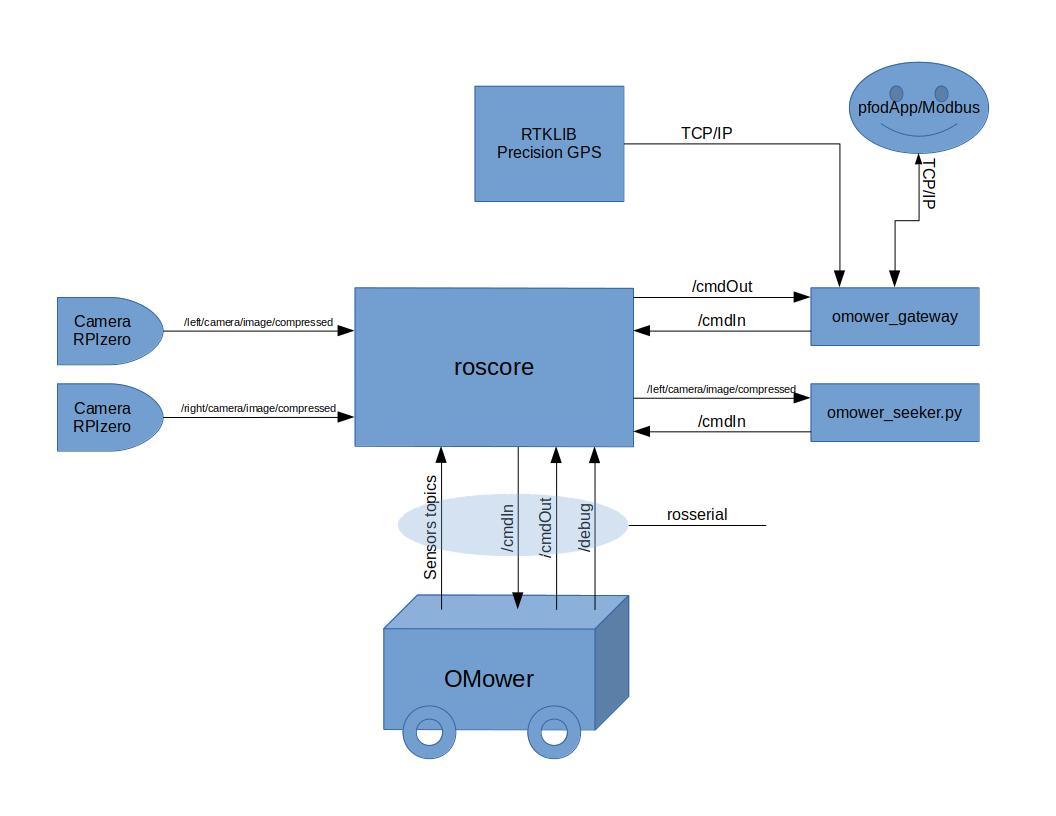 pfodApp/Modbus
RTKLIB
Precision GPS
TCP/IP
TCP/IP
/cmdOut
/cmdIn
omower_gateway
Camera
RPIzero
/left/camera/image/compressed
roscore
/left/camera/image/compressed
omower_seeker.py
/cmdIn
Camera
RPIzero
/right/camera/image/compressed
Sensors topics
/cmdIn
/cmdOut
/debug
rosserial
OMower